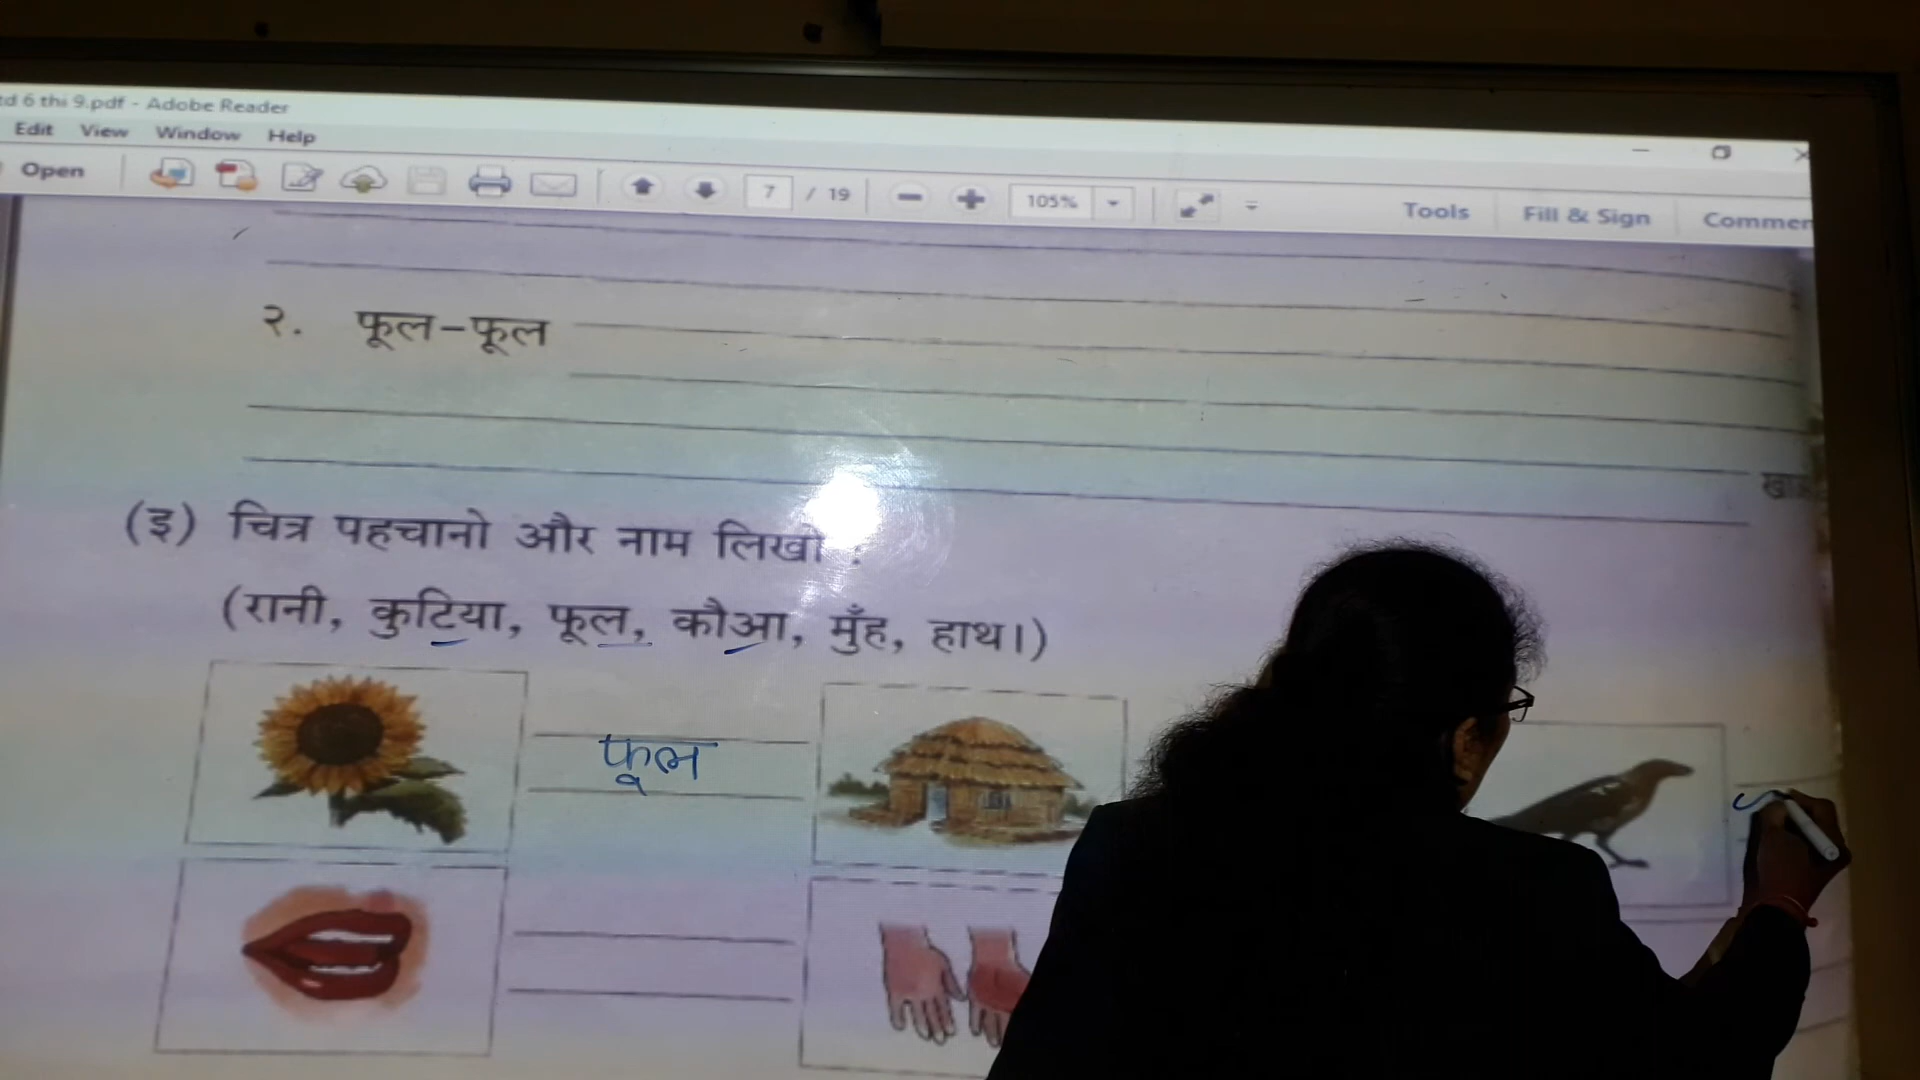 td 6 thi 9.pdf - Adobe Reader
Edit View Window Help
Open 7 / 19 105% Tools Fill & Sign Commen
२. फूल-फूल
(इ) चित्र पहचानो और नाम लिखो :
(रानी, कुटिया, फूल, कौआ, मुँह, हाथ।)
फूल